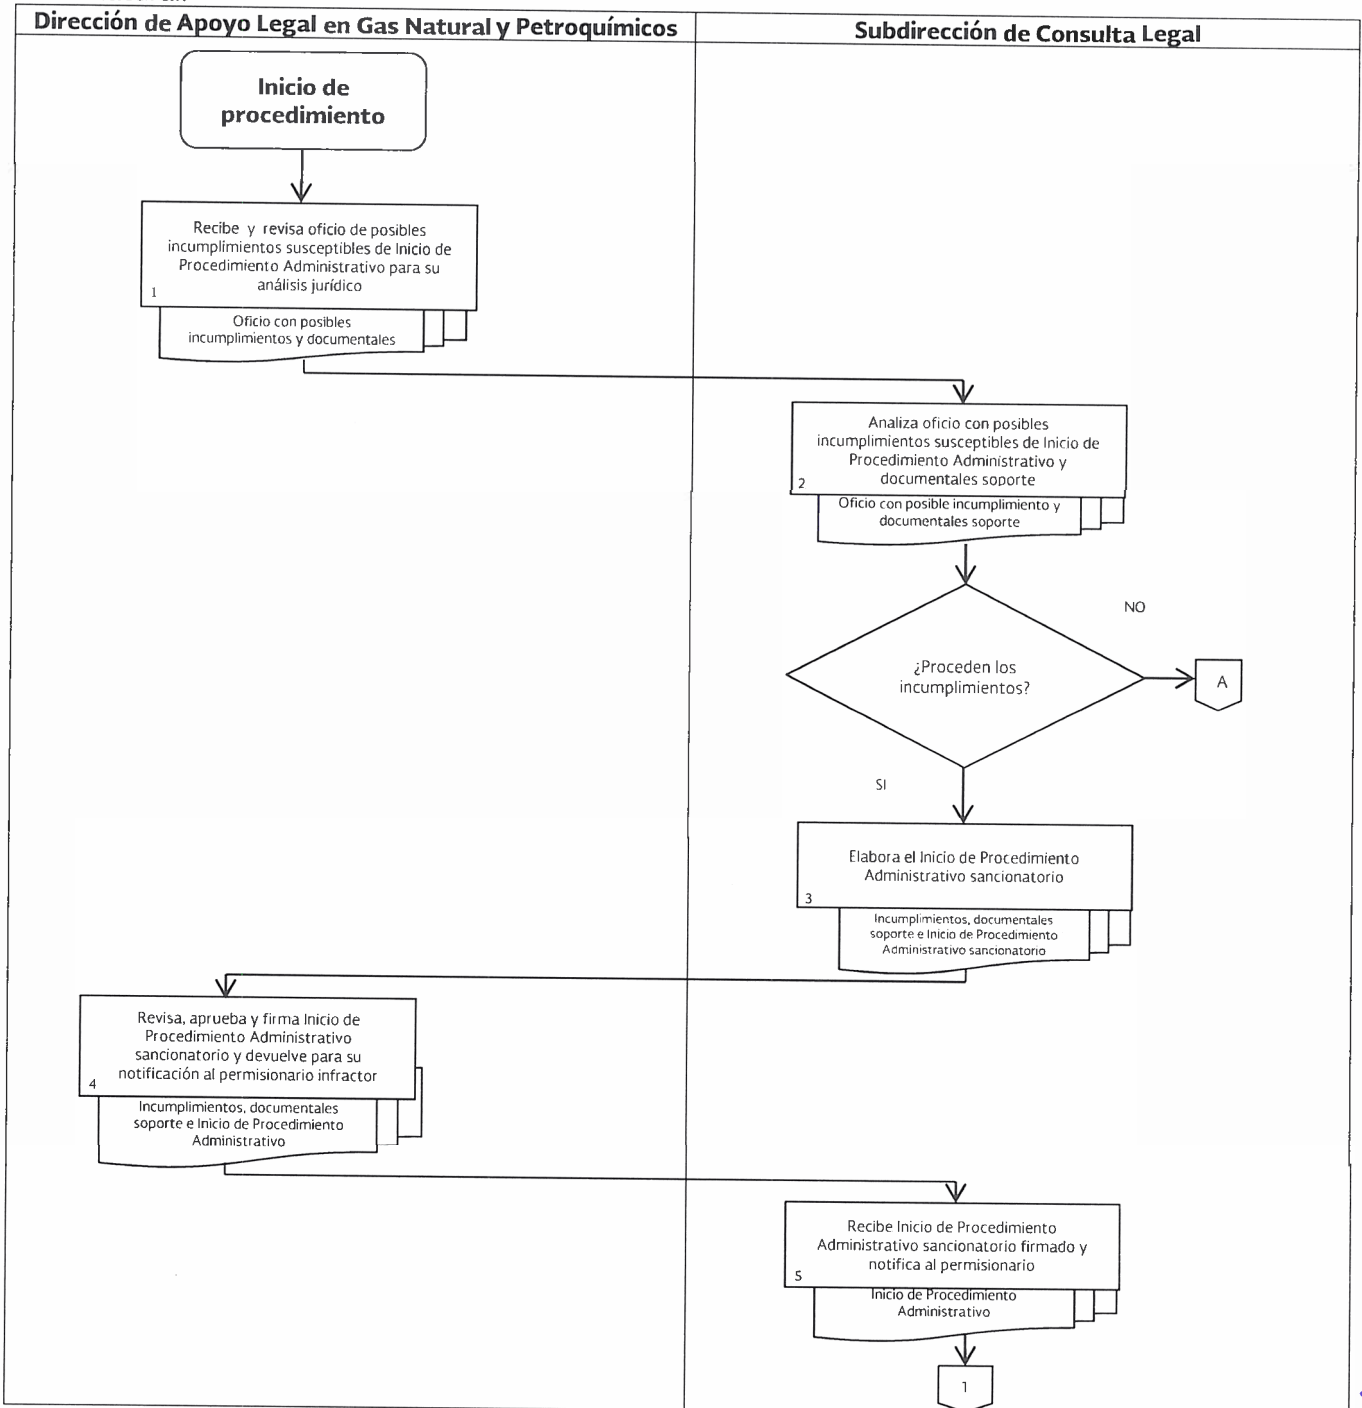 Dirección de Apoyo Legal en Gas Natural y Petroquímicos
Subdirección de Consulta Legal
Inicio de
procedimiento
Recibe y revisa oficio de posibles
incumplimientos susceptibles de Inicio de
Procedimiento Administrativo para su
análisis jurídico
1
Oficio con posibles
incumplimientos y documentales
Analiza oficio con posibles
incumplimientos susceptibles de Inicio de
Procedimiento Administrativo y
documentales soporte
2
Oficio con posible incumplimiento y
documentales soporte
NO
¿Proceden los
incumplimientos?
A
SI
Elabora el Inicio de Procedimiento
Administrativo sancionatorio
3
Incumplimientos, documentales
soporte e Inicio de Procedimiento
Administrativo sancionatorio
Revisa, aprueba y firma Inicio de
Procedimiento Administrativo
sancionatorio y devuelve para su
notificación al permisionario infractor
4
Incumplimientos, documentales
soporte e Inicio de Procedimiento
Administrativo
Recibe Inicio de Procedimiento
Administrativo sancionatorio firmado y
notifica al permisionario
5
Inicio de Procedimiento
Administrativo
1